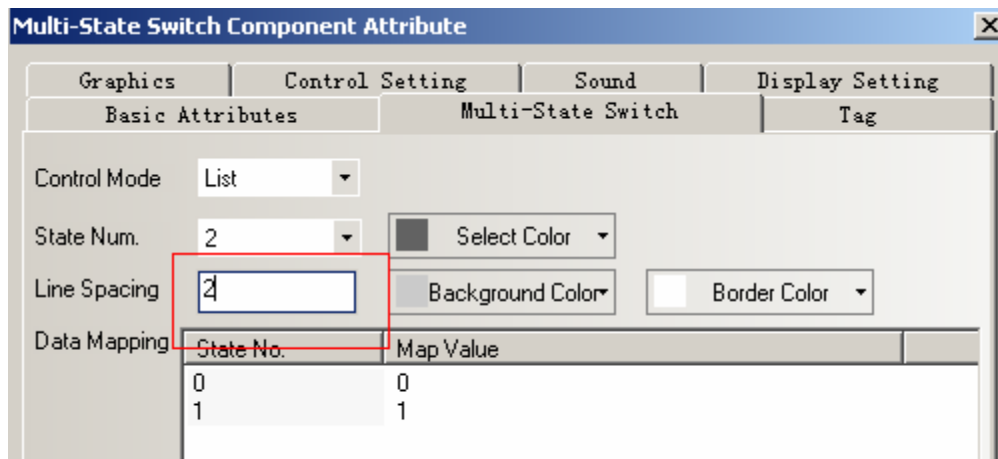 Multi-State Switch Component Attribute
Graphics Control Setting Sound Display Setting
Basic Attributes Multi-State Switch Tag
Control Mode List
State Num. 2 Select Color
Line Spacing 2 Background Color Border Color
Data Mapping State No. Map Value
0 0
1 1